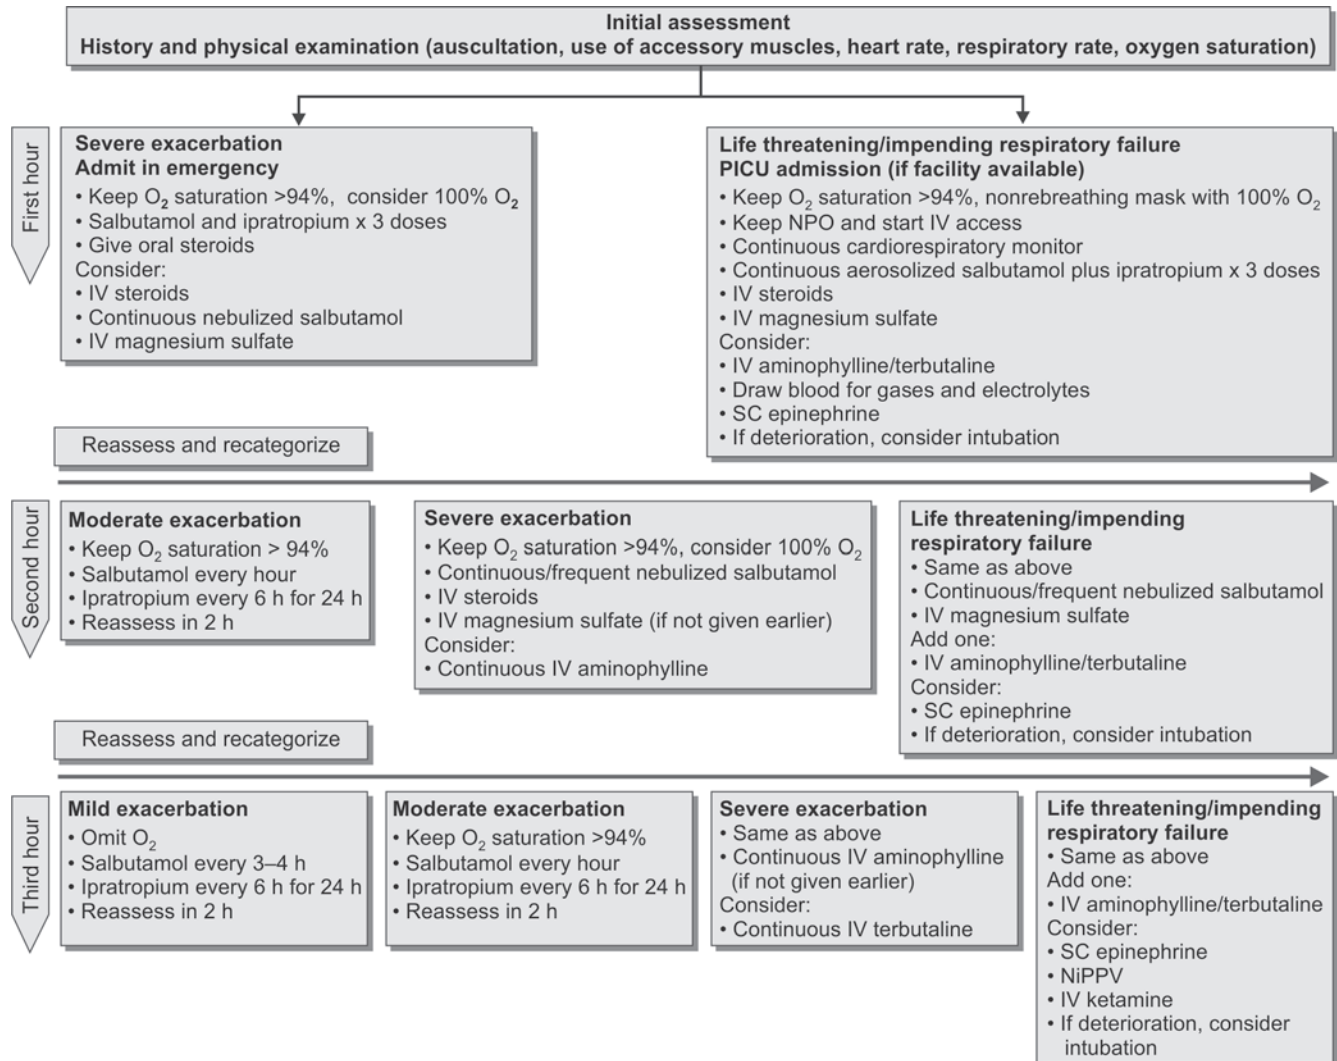 Initial assessment
History and physical examination (auscultation, use of accessory muscles, heart rate, respiratory rate, oxygen saturation)
First hour
Severe exacerbation
Admit in emergency
• Keep O₂ saturation >94%, consider 100% O₂
• Salbutamol and ipratropium x 3 doses
• Give oral steroids
Consider:
• IV steroids
• Continuous nebulized salbutamol
• IV magnesium sulfate
Life threatening/impending respiratory failure
PICU admission (if facility available)
• Keep O₂ saturation >94%, nonrebreathing mask with 100% O₂
• Keep NPO and start IV access
• Continuous cardiorespiratory monitor
• Continuous aerosolized salbutamol plus ipratropium x 3 doses
• IV steroids
• IV magnesium sulfate
Consider:
• IV aminophylline/terbutaline
• Draw blood for gases and electrolytes
• SC epinephrine
• If deterioration, consider intubation
Reassess and recategorize
Second hour
Moderate exacerbation
• Keep O₂ saturation > 94%
• Salbutamol every hour
• Ipratropium every 6 h for 24 h
• Reassess in 2 h
Severe exacerbation
• Keep O₂ saturation >94%, consider 100% O₂
• Continuous/frequent nebulized salbutamol
• IV steroids
• IV magnesium sulfate (if not given earlier)
Consider:
• Continuous IV aminophylline
Life threatening/impending
respiratory failure
• Same as above
• Continuous/frequent nebulized salbutamol
• IV magnesium sulfate
Add one:
• IV aminophylline/terbutaline
Consider:
• SC epinephrine
• If deterioration, consider intubation
Reassess and recategorize
Third hour
Mild exacerbation
• Omit O₂
• Salbutamol every 3–4 h
• Ipratropium every 6 h for 24 h
• Reassess in 2 h
Moderate exacerbation
• Keep O₂ saturation >94%
• Salbutamol every hour
• Ipratropium every 6 h for 24 h
• Reassess in 2 h
Severe exacerbation
• Same as above
• Continuous IV aminophylline
(if not given earlier)
Consider:
• Continuous IV terbutaline
Life threatening/impending
respiratory failure
• Same as above
Add one:
• IV aminophylline/terbutaline
Consider:
• SC epinephrine
• NiPPV
• IV ketamine
• If deterioration, consider
intubation